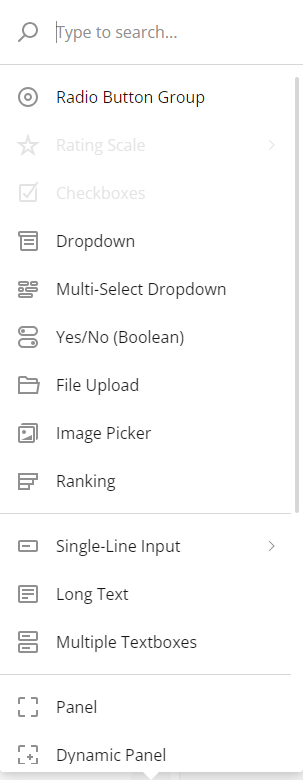 Type to search...
Radio Button Group
Rating Scale
Checkboxes
Dropdown
Multi-Select Dropdown
Yes/No (Boolean)
File Upload
Image Picker
Ranking
Single-Line Input
Long Text
Multiple Textboxes
Panel
Dynamic Panel